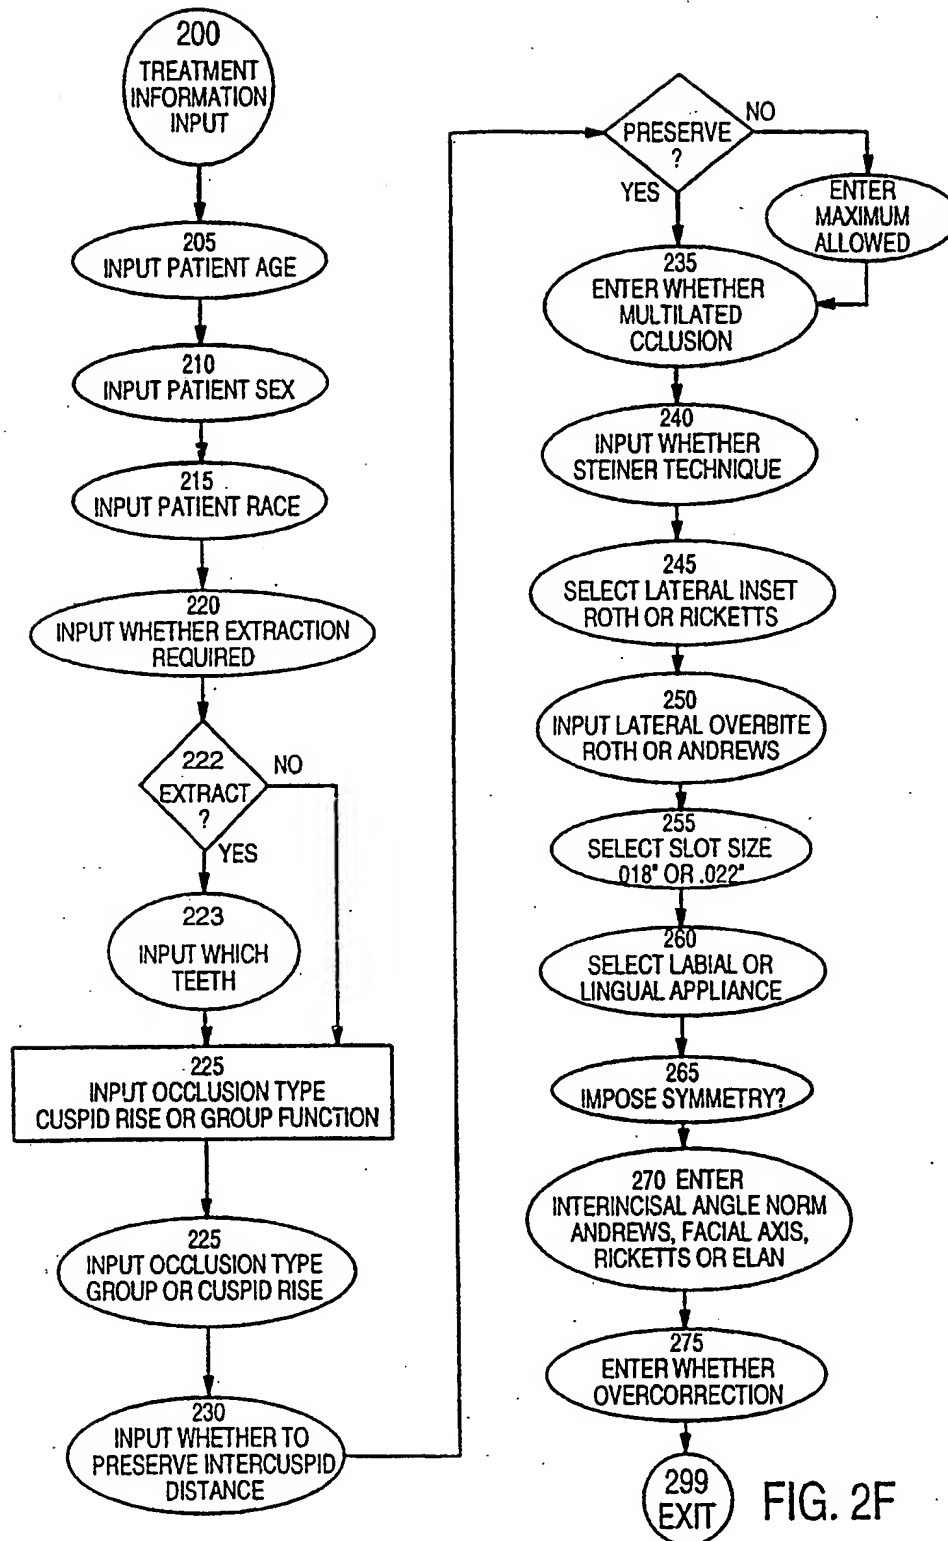 200
TREATMENT
INFORMATION
INPUT
205
INPUT PATIENT AGE
210
INPUT PATIENT SEX
215
INPUT PATIENT RACE
220
INPUT WHETHER EXTRACTION
REQUIRED
222
EXTRACT
?
NO
YES
223
INPUT WHICH
TEETH
225
INPUT OCCLUSION TYPE
CUSPID RISE OR GROUP FUNCTION
225
INPUT OCCLUSION TYPE
GROUP OR CUSPID RISE
230
INPUT WHETHER TO
PRESERVE INTERCUSPID
DISTANCE
PRESERVE
?
NO
YES
ENTER
MAXIMUM
ALLOWED
235
ENTER WHETHER
MULTILATED
CCLUSION
240
INPUT WHETHER
STEINER TECHNIQUE
245
SELECT LATERAL INSET
ROTH OR RICKETTS
250
INPUT LATERAL OVERBITE
ROTH OR ANDREWS
255
SELECT SLOT SIZE
.018" OR .022"
260
SELECT LABIAL OR
LINGUAL APPLIANCE
265
IMPOSE SYMMETRY?
270 ENTER
INTERINCISAL ANGLE NORM
ANDREWS, FACIAL AXIS,
RICKETTS OR ELAN
275
ENTER WHETHER
OVERCORRECTION
299
EXIT
FIG. 2F